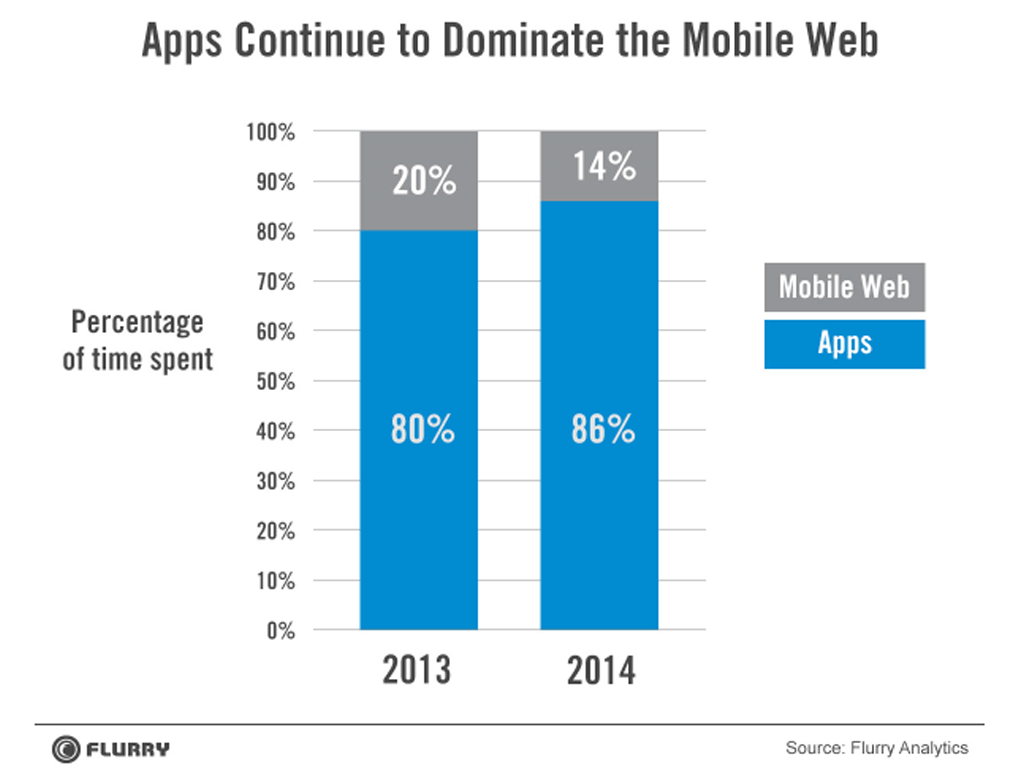 Apps Continue to Dominate the Mobile Web
100%
90%
80%
70%
60%
50%
40%
30%
20%
10%
0%
Percentage
of time spent
20%
14%
80%
86%
2013
2014
Mobile Web
Apps
FLURRY
Source: Flurry Analytics